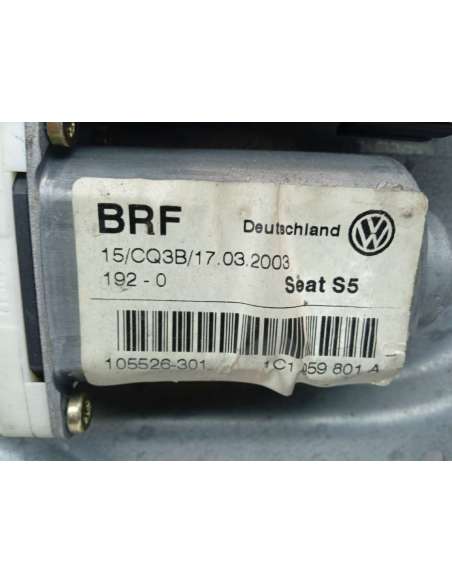 BRF Deutschland
15/CQ3B/17.03.2003
192 - 0 Seat S5
105526-301 1C1 959 801 A